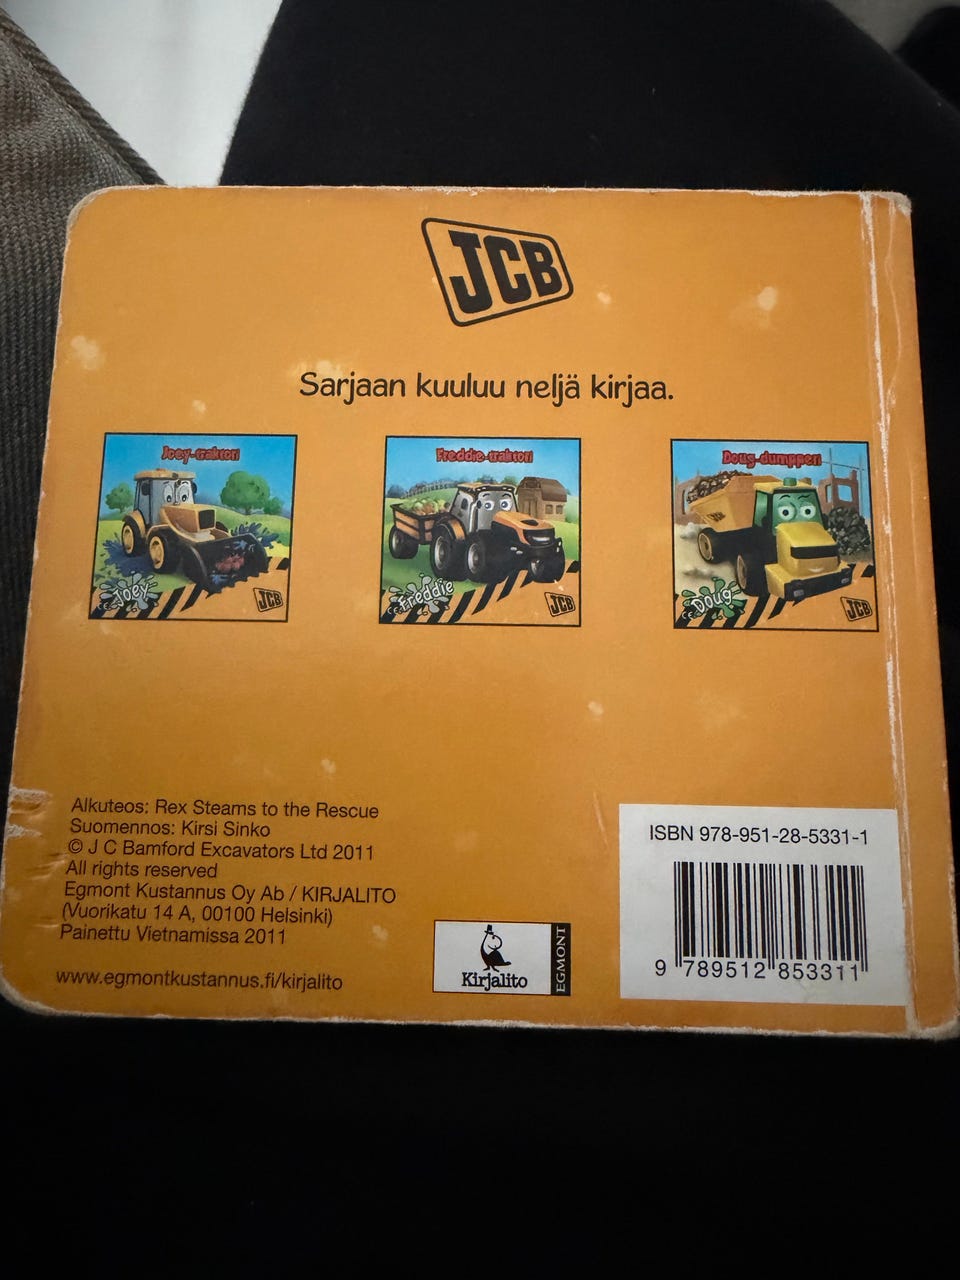 JCB
Sarjaan kuuluu neljä kirjaa.
Joey-traktori
Joey
JCB
Freddie-traktori
Freddie
JCB
Doug-dumpperi
Doug
JCB
Alkuteos: Rex Steams to the Rescue
Suomennos: Kirsi Sinko
© J C Bamford Excavators Ltd 2011
All rights reserved
Egmont Kustannus Oy Ab / KIRJALITO
(Vuorikatu 14 A, 00100 Helsinki)
Painettu Vietnamissa 2011
www.egmontkustannus.fi/kirjalito
Kirjalito
EGMONT
ISBN 978-951-28-5331-1
9 789512 853311